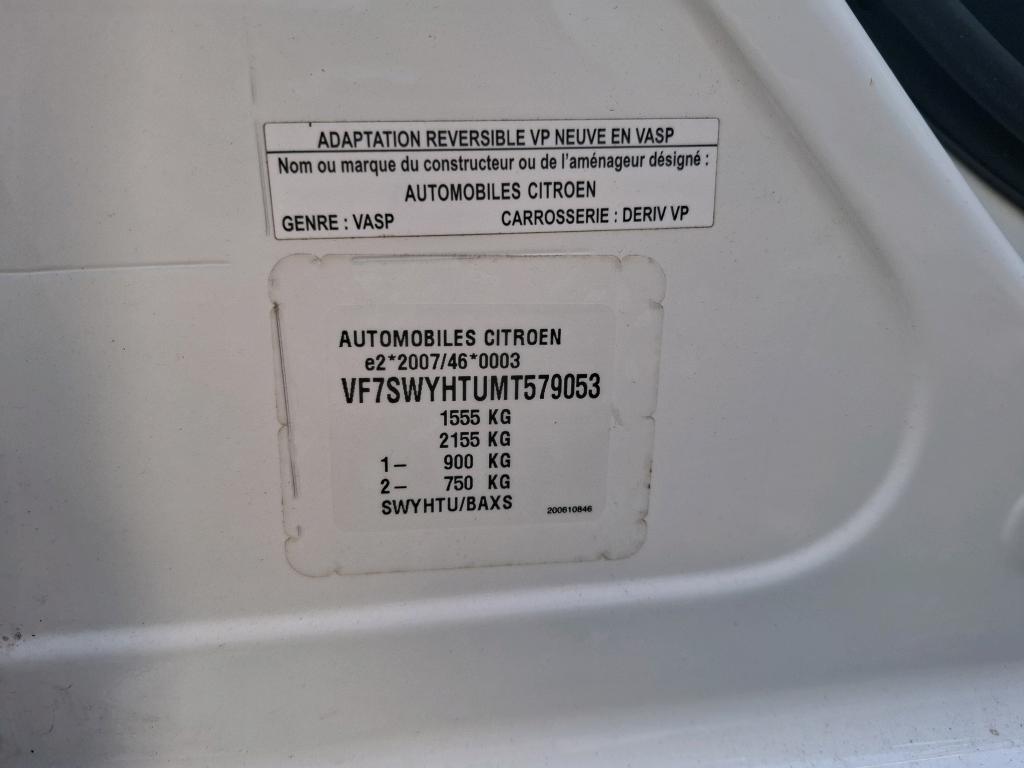 ADAPTATION REVERSIBLE VP NEUVE EN VASP
Nom ou marque du constructeur ou de l'aménageur désigné :
AUTOMOBILES CITROEN
GENRE : VASP CARROSSERIE : DERIV VP
AUTOMOBILES CITROEN
e2*2007/46*0003
VF7SWYHTUMT579053
1555 KG
2155 KG
1– 900 KG
2– 750 KG
SWYHTU/BAXS 200610846